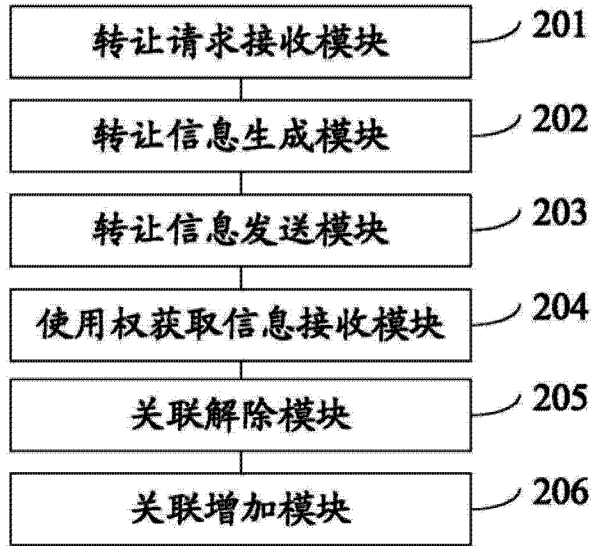 转让请求接收模块 201
转让信息生成模块 202
转让信息发送模块 203
使用权获取信息接收模块 204
关联解除模块 205
关联增加模块 206